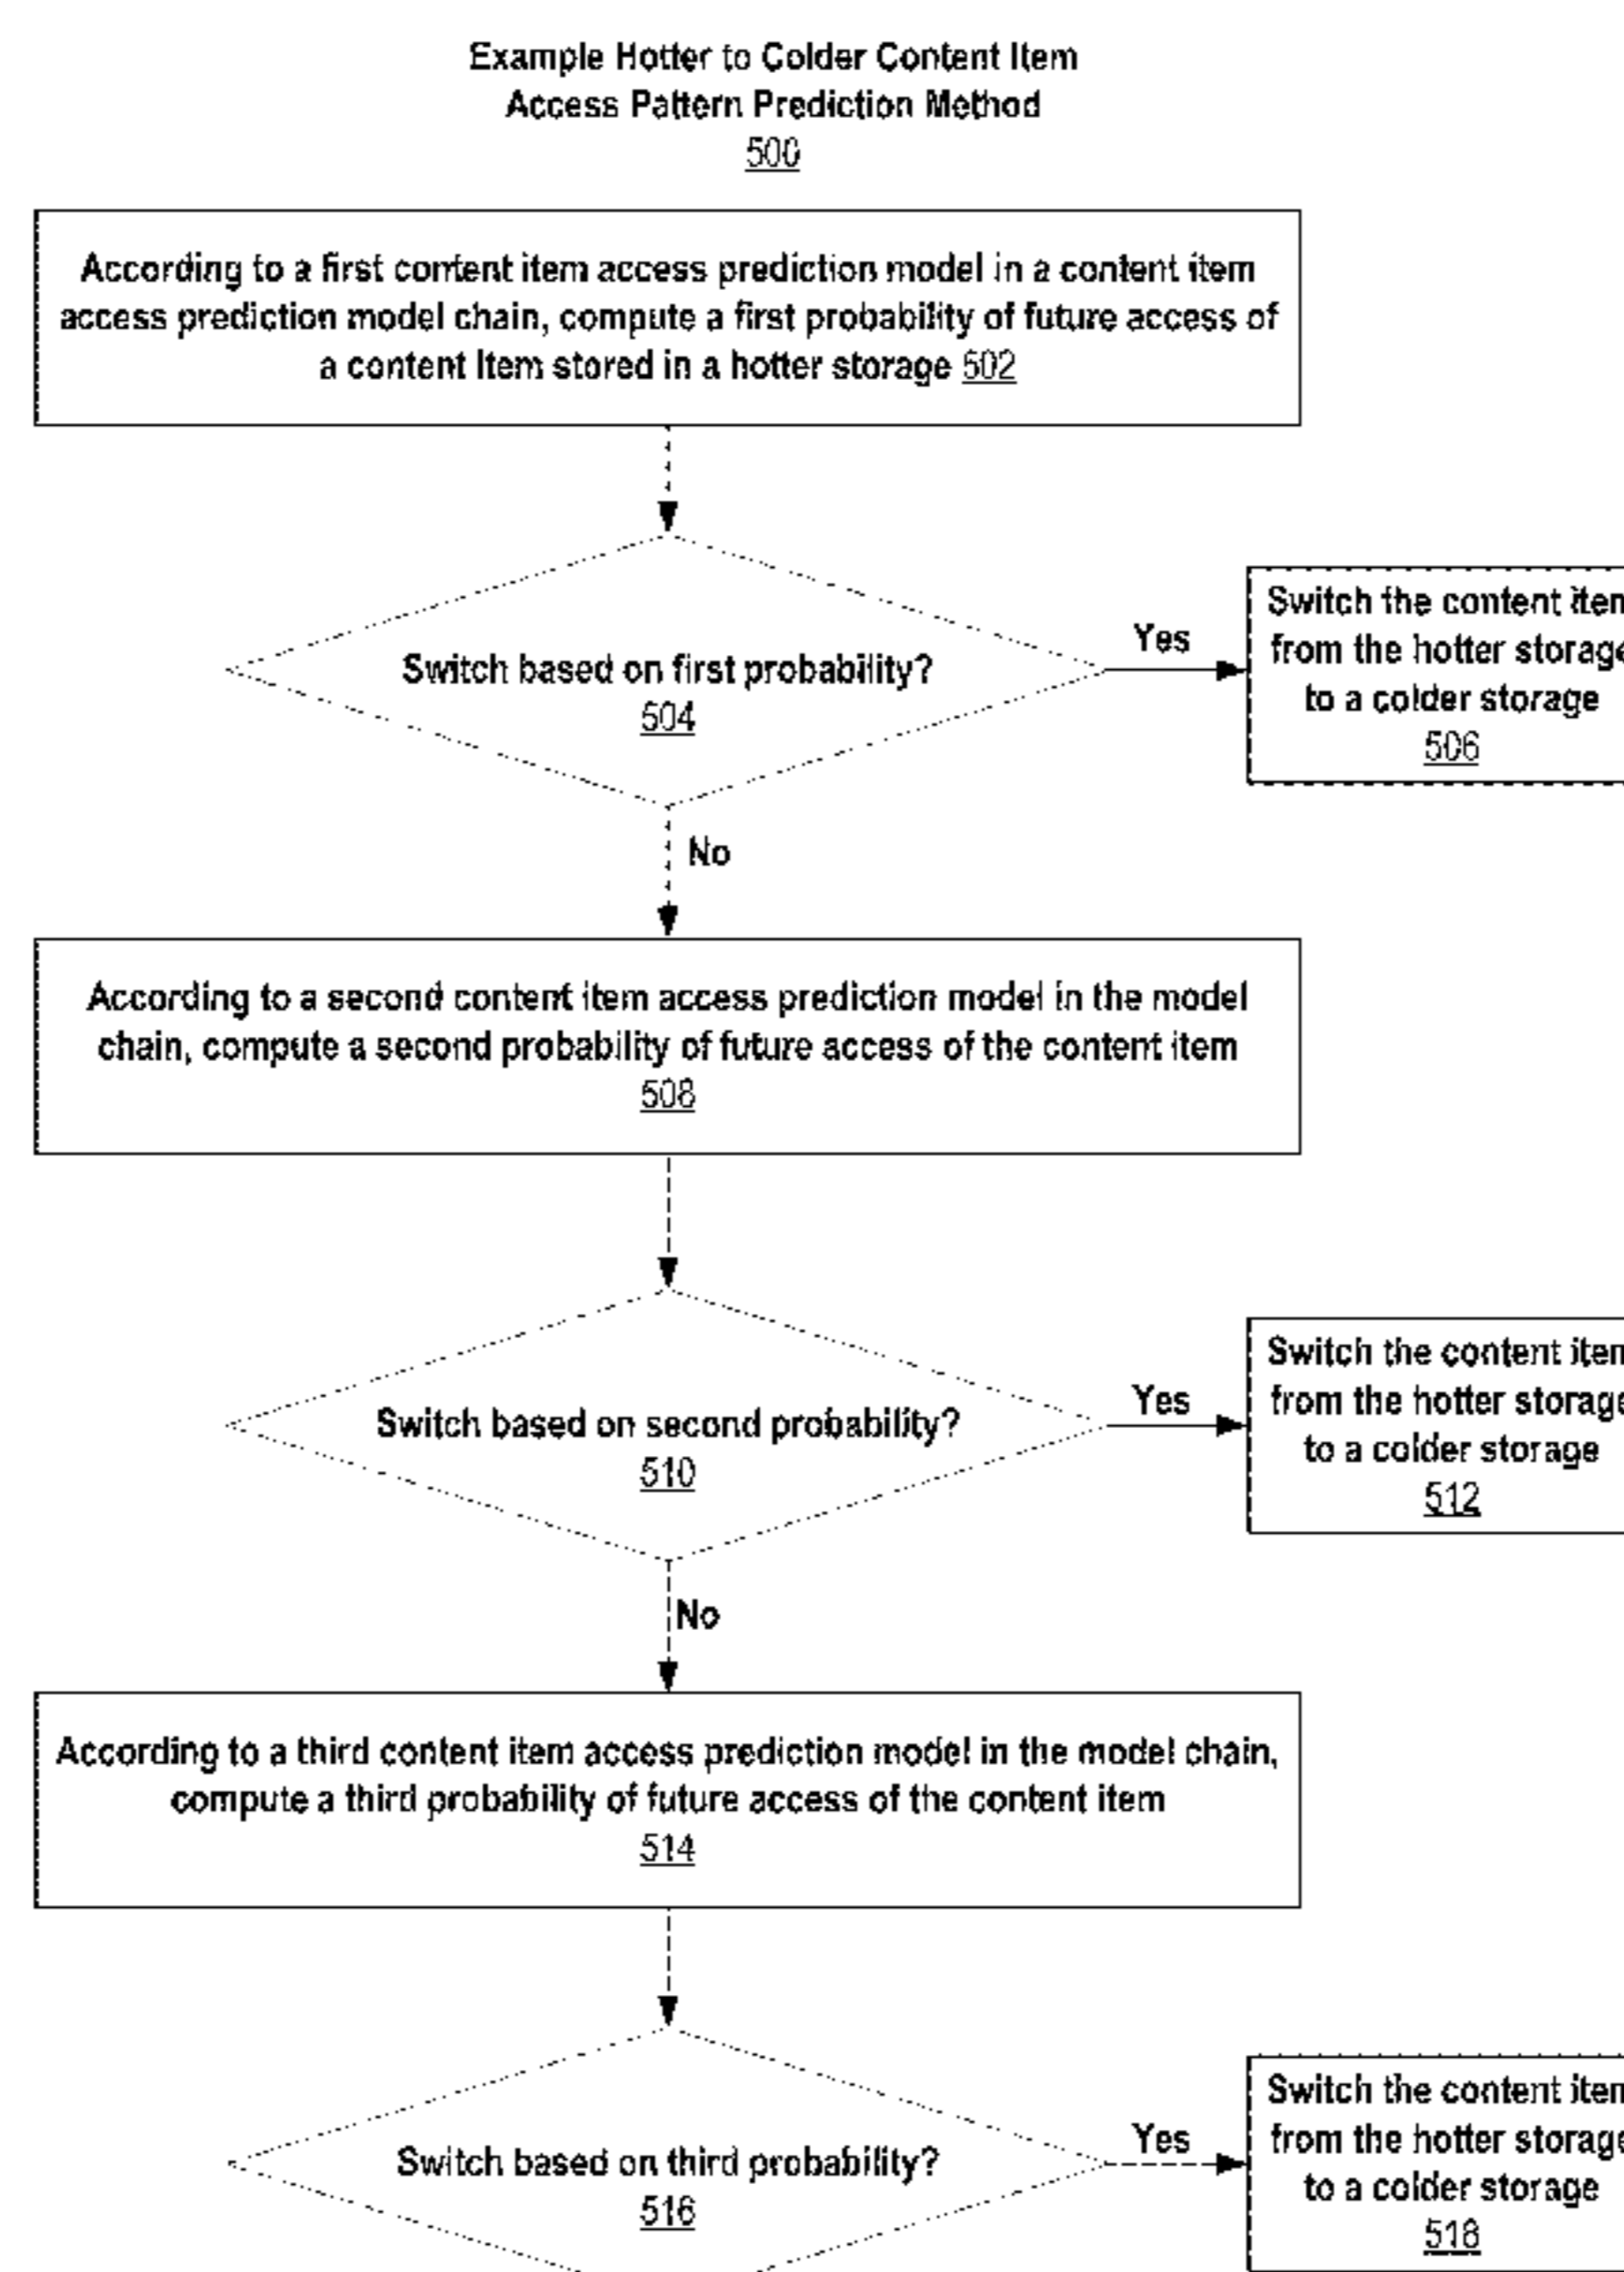 Example Hotter to Colder Content Item
Access Pattern Prediction Method
500
According to a first content item access prediction model in a content item
access prediction model chain, compute a first probability of future access of
a content item stored in a hotter storage 502
Switch based on first probability?
504
Yes
Switch the content item
from the hotter storage
to a colder storage
506
No
According to a second content item access prediction model in the model
chain, compute a second probability of future access of the content item
508
Switch based on second probability?
510
Yes
Switch the content item
from the hotter storage
to a colder storage
512
No
According to a third content item access prediction model in the model chain,
compute a third probability of future access of the content item
514
Switch based on third probability?
516
Yes
Switch the content item
from the hotter storage
to a colder storage
518